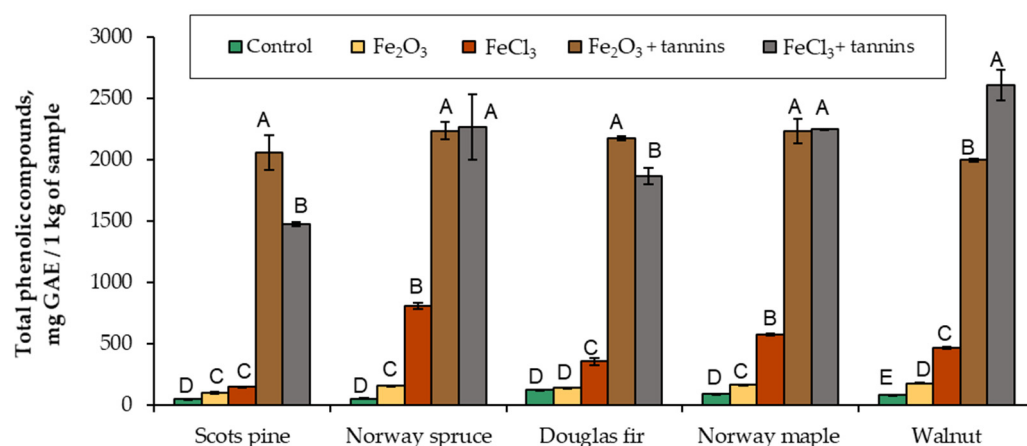 Total phenolic compounds,
mg GAE / 1 kg of sample
3000
2500
2000
1500
1000
500
0
Control Fe₂O₃ FeCl₃ Fe₂O₃ + tannins FeCl₃+ tannins
D C C A B
D C B A A
D D C A B
D C B A A
E D C B A
Scots pine Norway spruce Douglas fir Norway maple Walnut